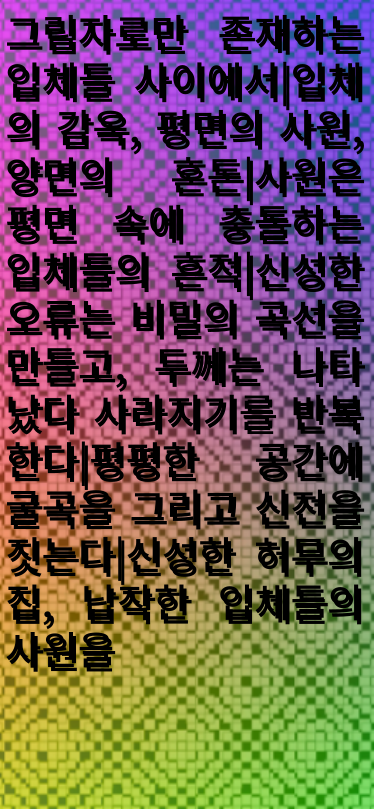 그림자로만 존재하는
입체들 사이에서|입체
의 감옥, 평면의 사원,
양면의 혼돈|사원은
평면 속에 충돌하는
입체들의 흔적|신성한
오류는 비밀의 곡선을
만들고, 두께는 나타
났다 사라지기를 반복
한다|평평한 공간에
굴곡을 그리고 신전을
짓는다|신성한 허무의
집, 납작한 입체들의
사원을